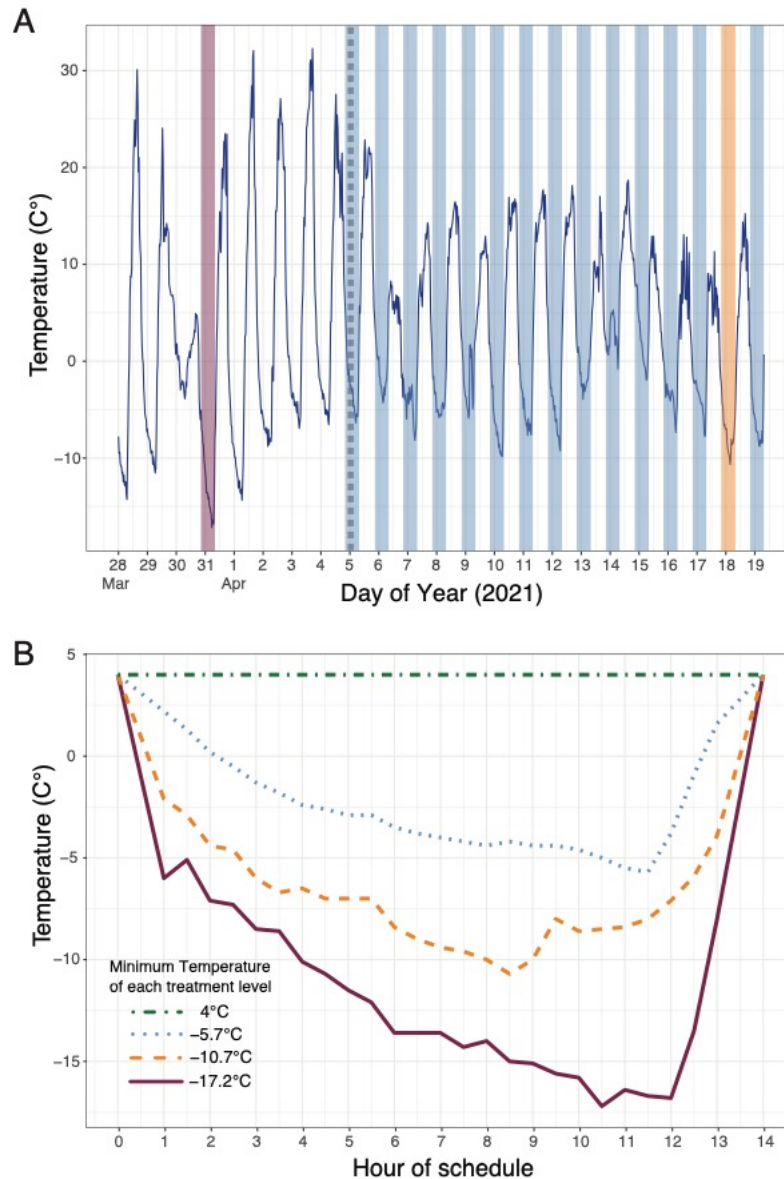 A
Temperature (C°)
30
20
10
0
−10
28 29 30 31 1 2 3 4 5 6 7 8 9 10 11 12 13 14 15 16 17 18 19
Mar Apr
Day of Year (2021)
B
Temperature (C°)
5
0
−5
−10
−15
Minimum Temperature
of each treatment level
4°C
−5.7°C
−10.7°C
−17.2°C
0 1 2 3 4 5 6 7 8 9 10 11 12 13 14
Hour of schedule